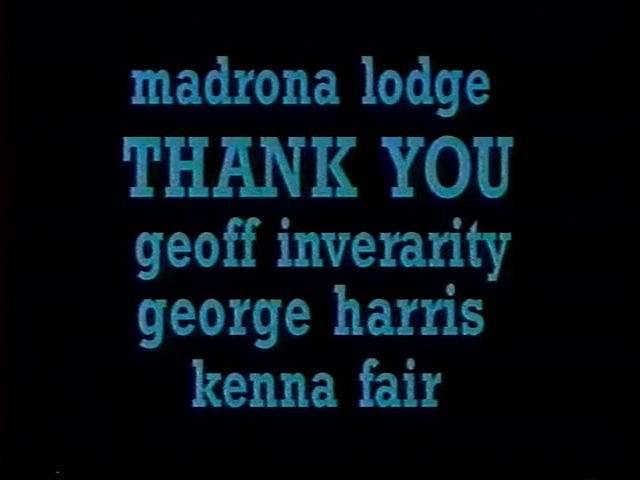 madrona lodge
THANK YOU
geoff inverarity
george harris
kenna fair